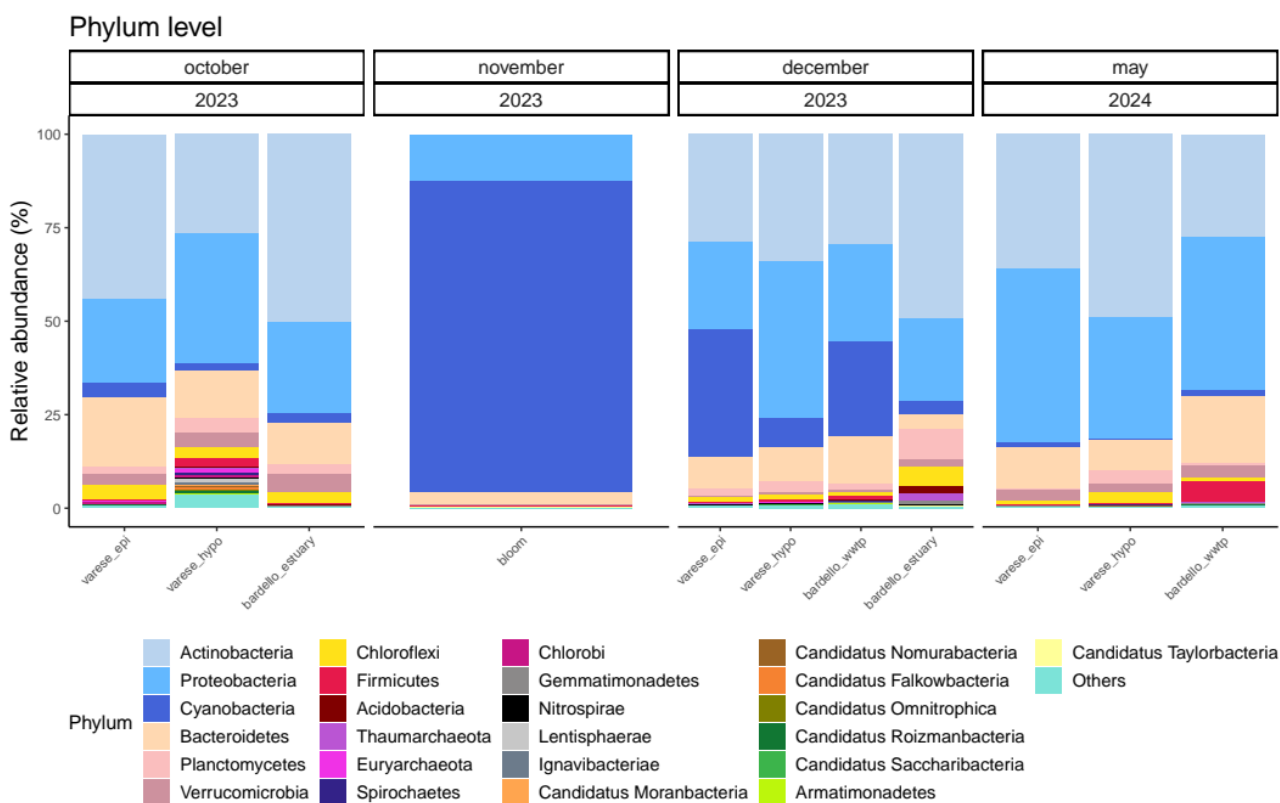 Phylum level
october november december may
2023 2023 2023 2024
Relative abundance (%)
100
75
50
25
0
varese_epi varese_hypo bardello_estuary bloom varese_epi varese_hypo bardello_wwtp bardello_estuary varese_epi varese_hypo bardello_wwtp
Phylum
Actinobacteria Chloroflexi Chlorobi Candidatus Nomurabacteria Candidatus Taylorbacteria
Proteobacteria Firmicutes Gemmatimonadetes Candidatus Falkowbacteria Others
Cyanobacteria Acidobacteria Nitrospirae Candidatus Omnitrophica
Bacteroidetes Thaumarchaeota Lentisphaerae Candidatus Roizmanbacteria
Planctomycetes Euryarchaeota Ignavibacteriae Candidatus Saccharibacteria
Verrucomicrobia Spirochaetes Candidatus Moranbacteria Armatimonadetes